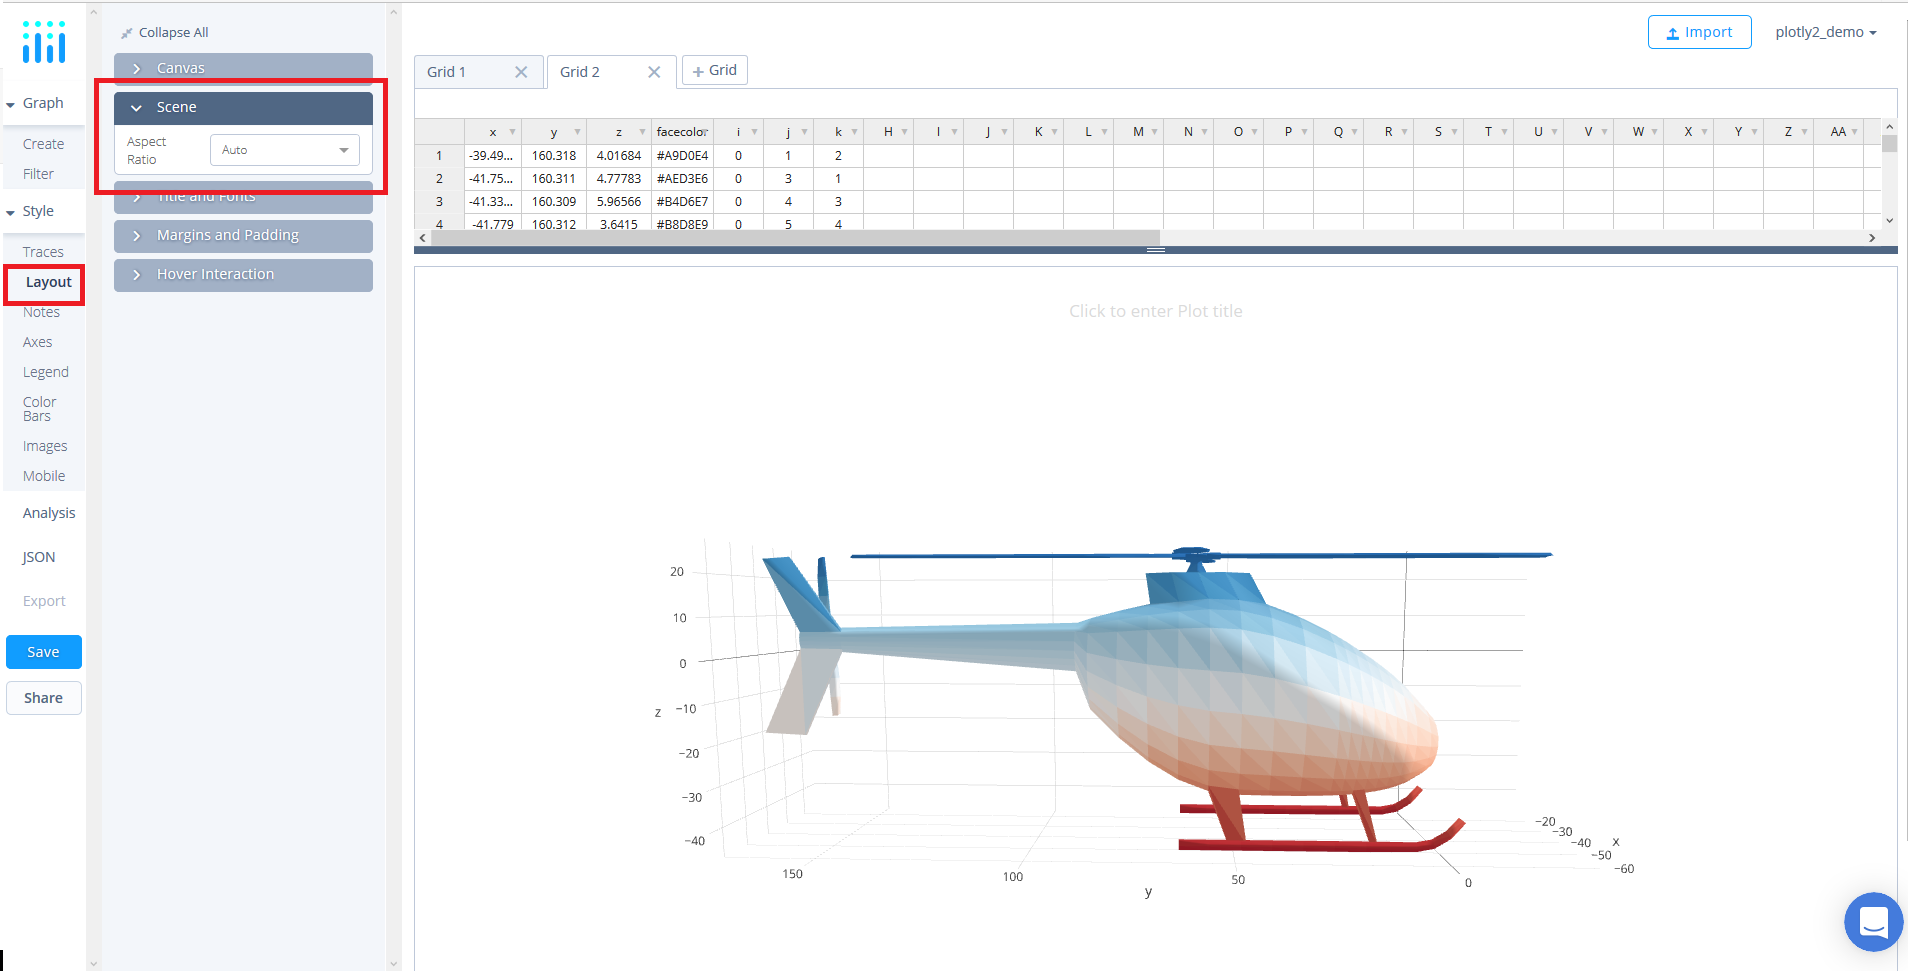 Collapse All
Canvas
Scene
Aspect
Ratio
Auto
Title and Fonts
Margins and Padding
Hover Interaction
Graph
Create
Filter
Style
Traces
Layout
Notes
Axes
Legend
Color
Bars
Images
Mobile
Analysis
JSON
Export
Save
Share
Import
plotly2_demo
Grid 1
Grid 2
+ Grid
x y z facecolor i j k H I J K L M N O P Q R S T U V W X Y Z AA
1 -39.49... 160.318 4.01684 #A9D0E4 0 1 2
2 -41.75... 160.311 4.77783 #AED3E6 0 3 1
3 -41.33... 160.309 5.96566 #B4D6E7 0 4 3
4 -41.779 160.312 3.6415 #B8D8E9 0 5 4
Click to enter Plot title
20
10
0
−10
z
−20
−30
−40
150
100
50
0
y
−20
−30
−40
−50
−60
x